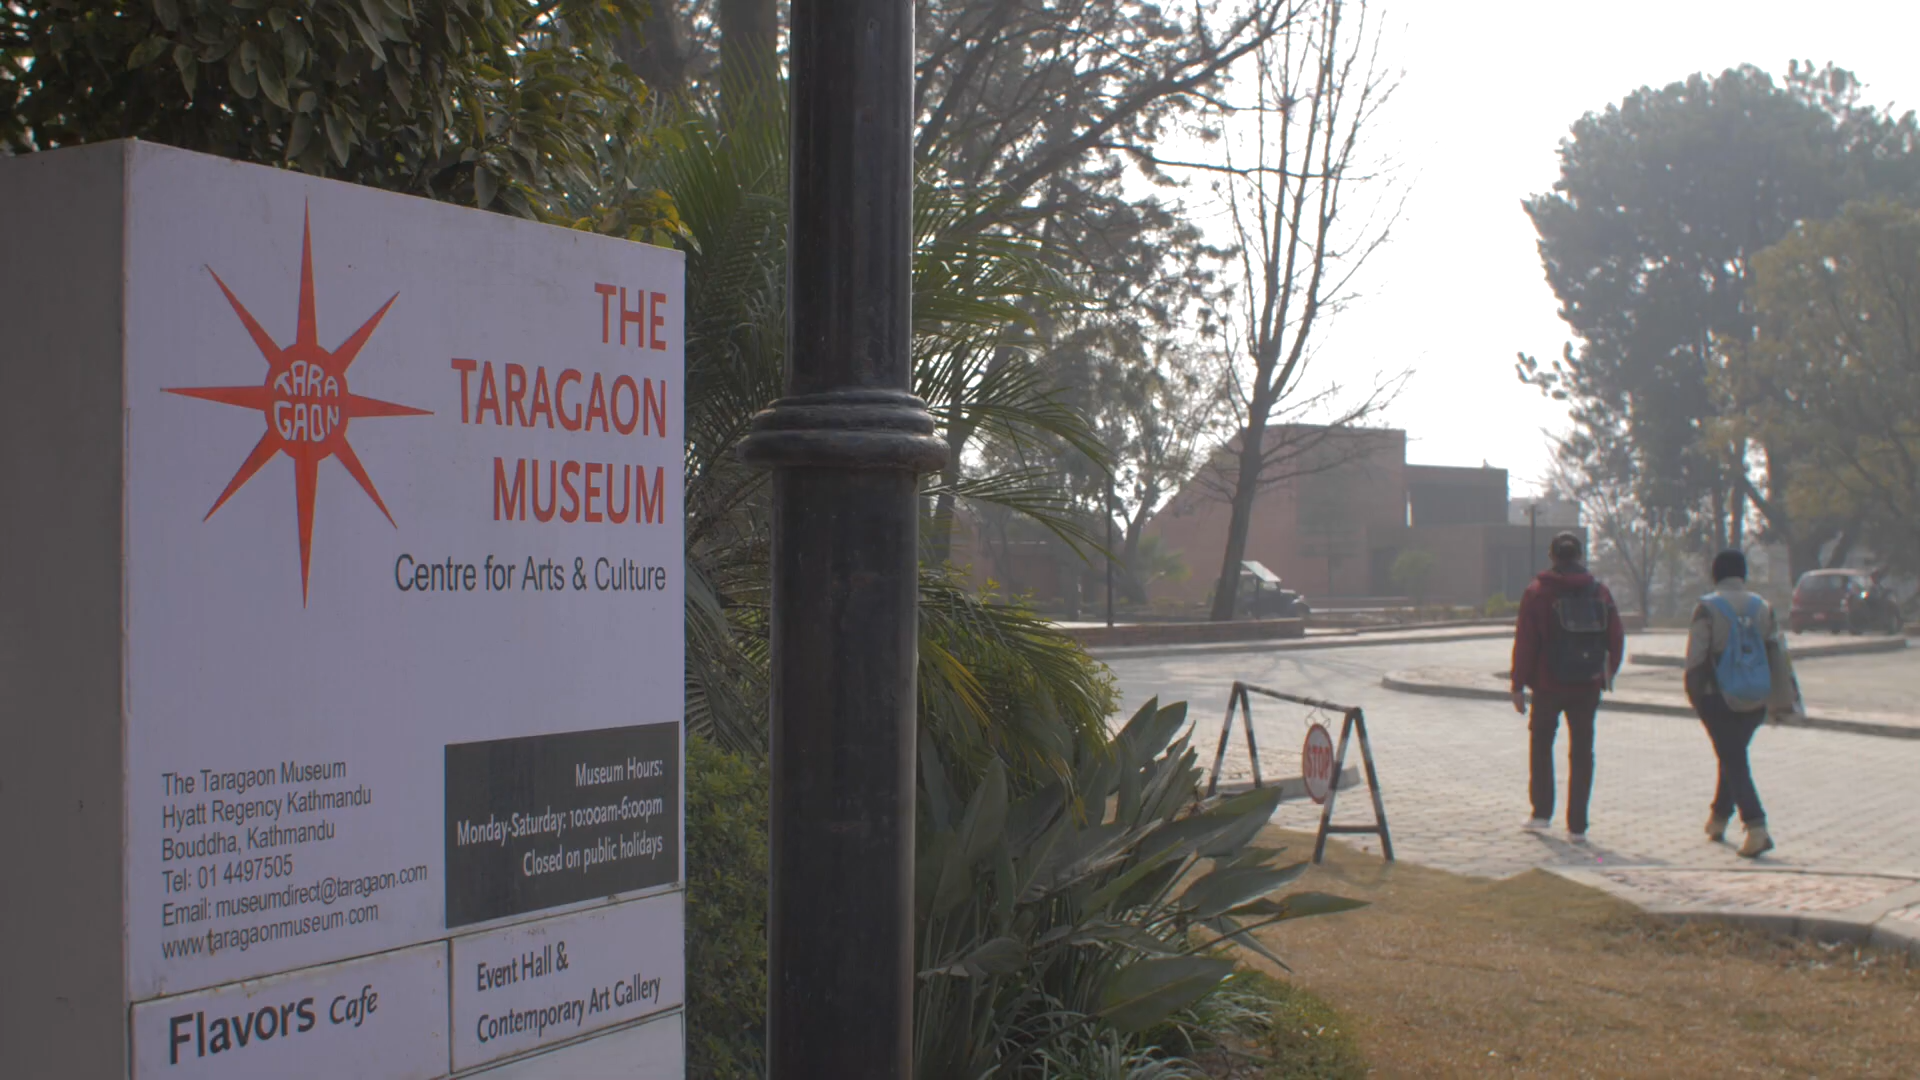 TARA
GAON
THE
TARAGAON
MUSEUM
Centre for Arts & Culture
The Taragaon Museum
Hyatt Regency Kathmandu
Bouddha, Kathmandu
Tel: 01 4497505
Email: museumdirect@taragaon.com
www.taragaonmuseum.com
Museum Hours:
Monday-Saturday: 10:00am-6:00pm
Closed on public holidays
Flavors Cafe
Event Hall &
Contemporary Art Gallery
STOP